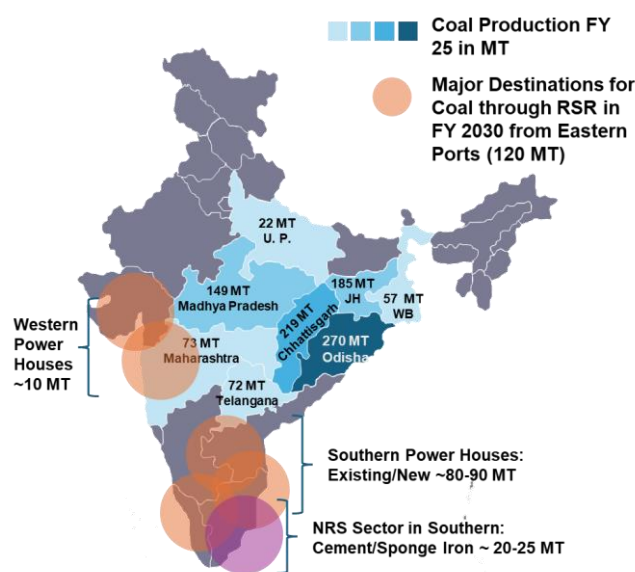 Coal Production FY
25 in MT
Major Destinations for
Coal through RSR in
FY 2030 from Eastern
Ports (120 MT)
22 MT
U. P.
149 MT
Madhya Pradesh
185 MT
JH
57 MT
WB
219 MT
Chhattisgarh
270 MT
Odisha
73 MT
Maharashtra
72 MT
Telangana
Western
Power
Houses
~10 MT
Southern Power Houses:
Existing/New ~80-90 MT
NRS Sector in Southern:
Cement/Sponge Iron ~ 20-25 MT